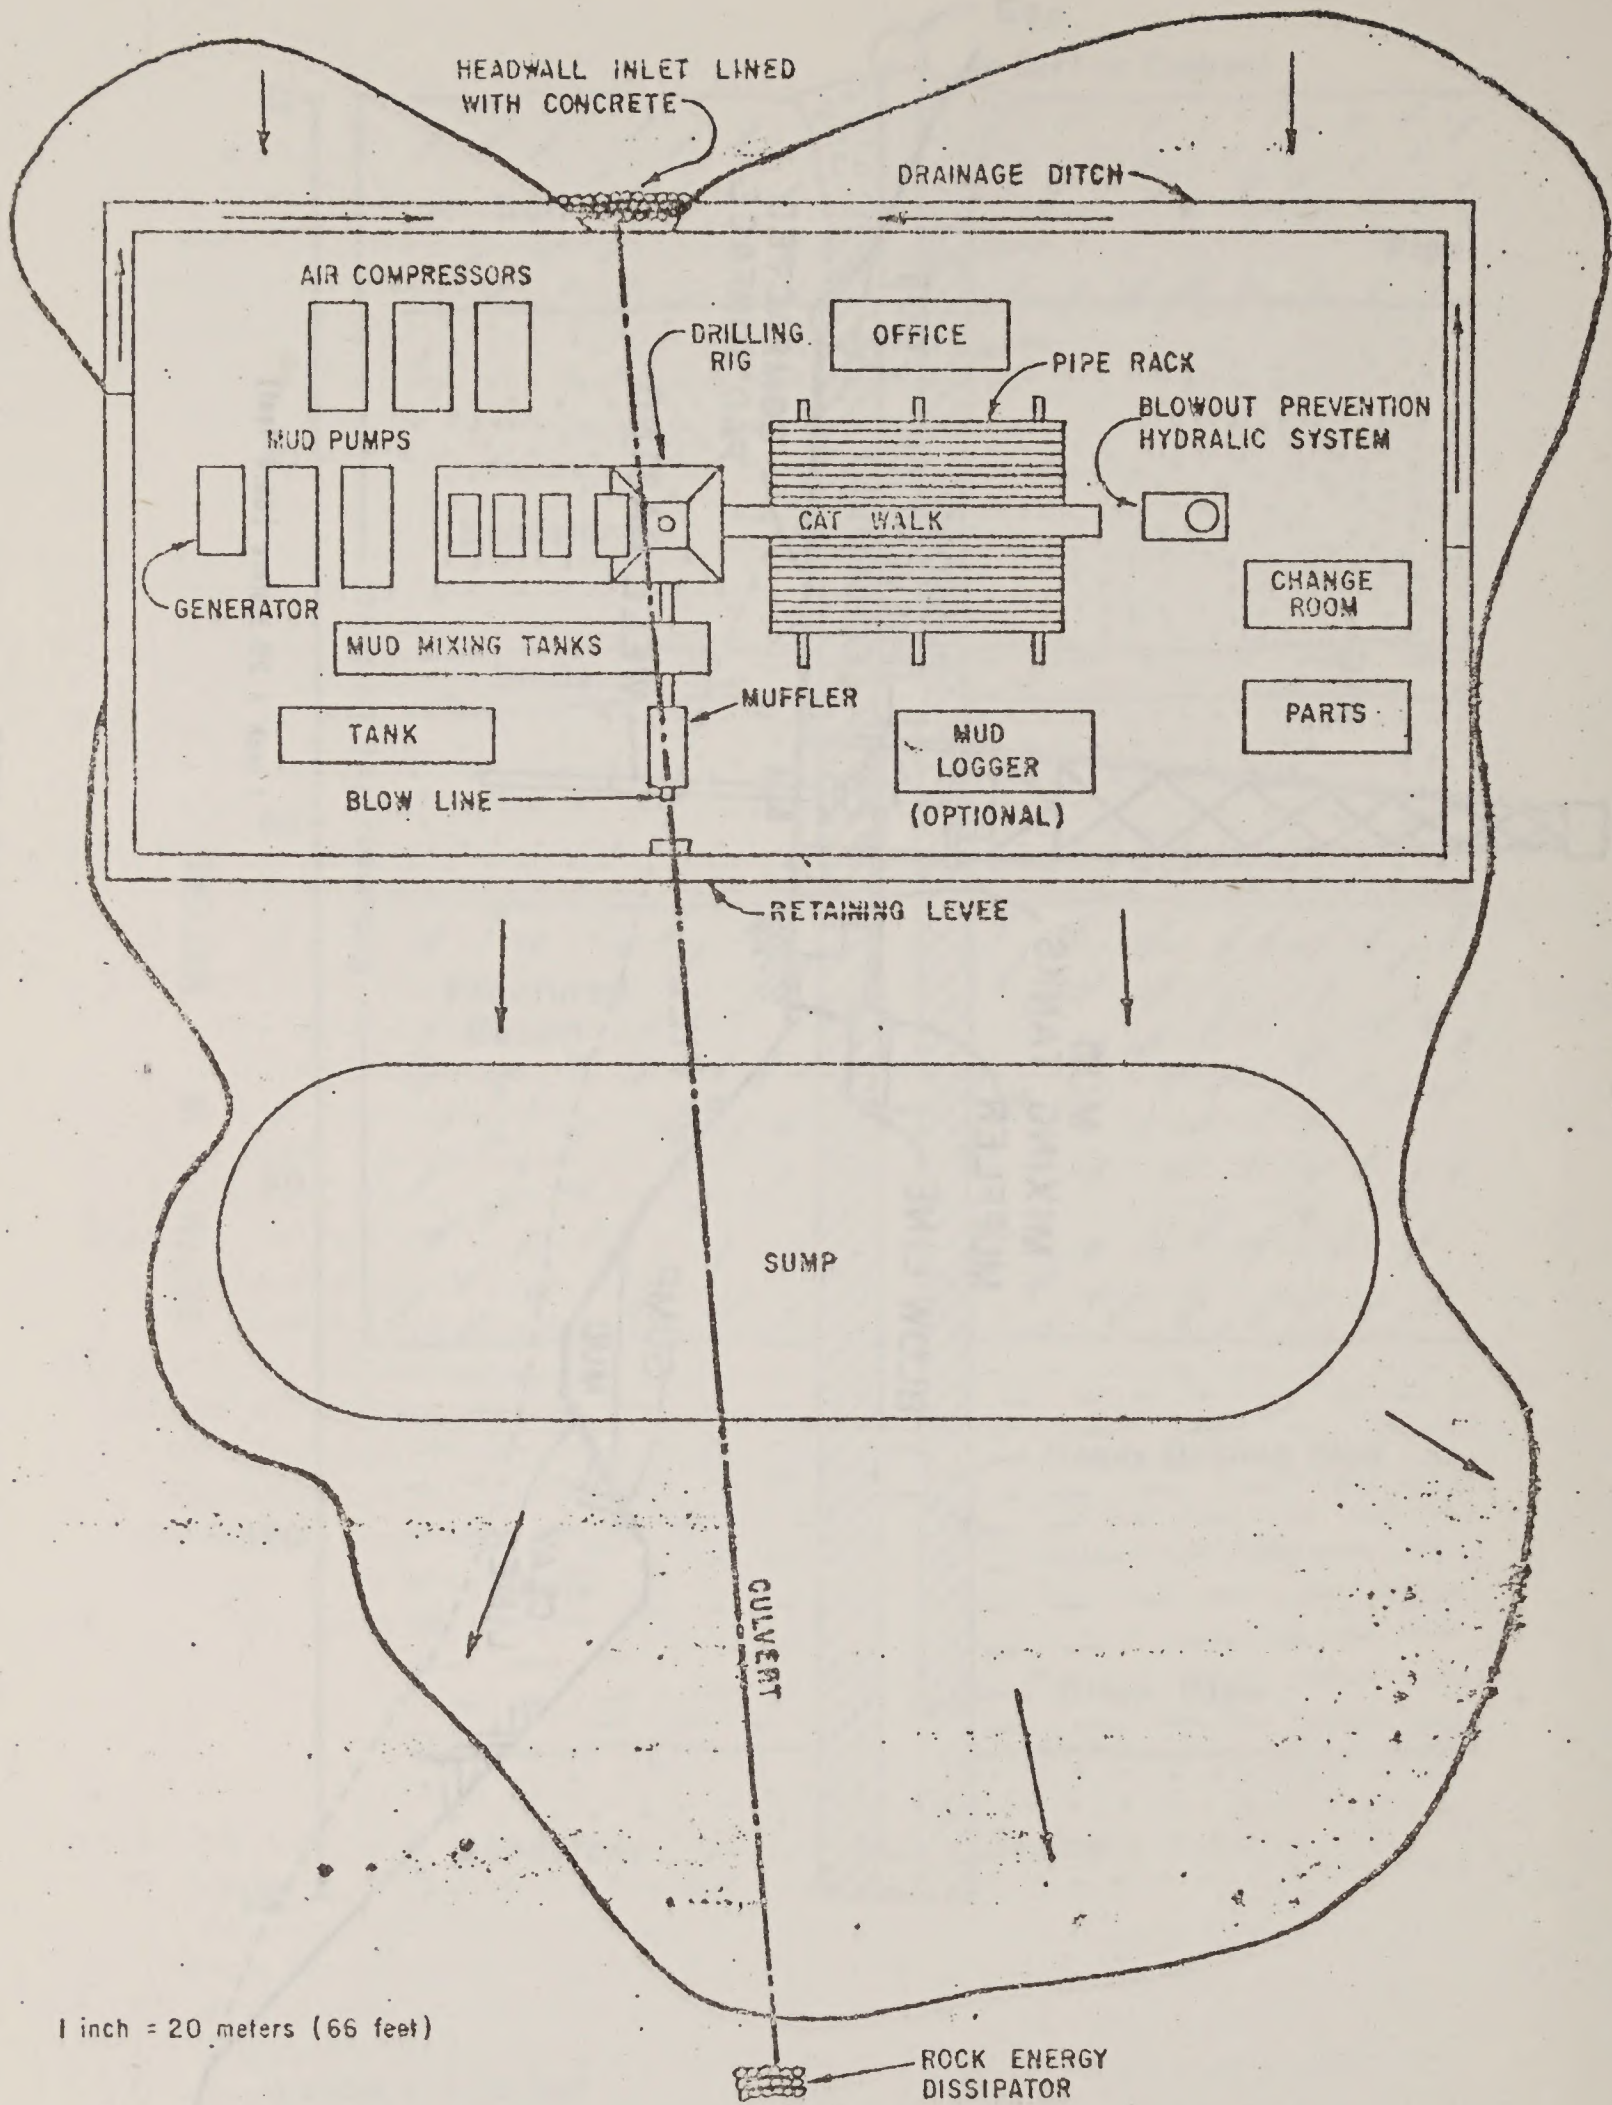 HEADWALL INLET LINED
WITH CONCRETE
DRAINAGE DITCH
AIR COMPRESSORS
DRILLING
RIG
OFFICE
PIPE RACK
BLOWOUT PREVENTION
HYDRALIC SYSTEM
MUD PUMPS
CAT WALK
GENERATOR
CHANGE
ROOM
MUD MIXING TANKS
MUFFLER
PARTS
TANK
MUD
LOGGER
BLOW LINE
(OPTIONAL)
RETAINING LEVEE
SUMP
CULVERT
1 inch = 20 meters (66 feet)
ROCK ENERGY
DISSIPATOR